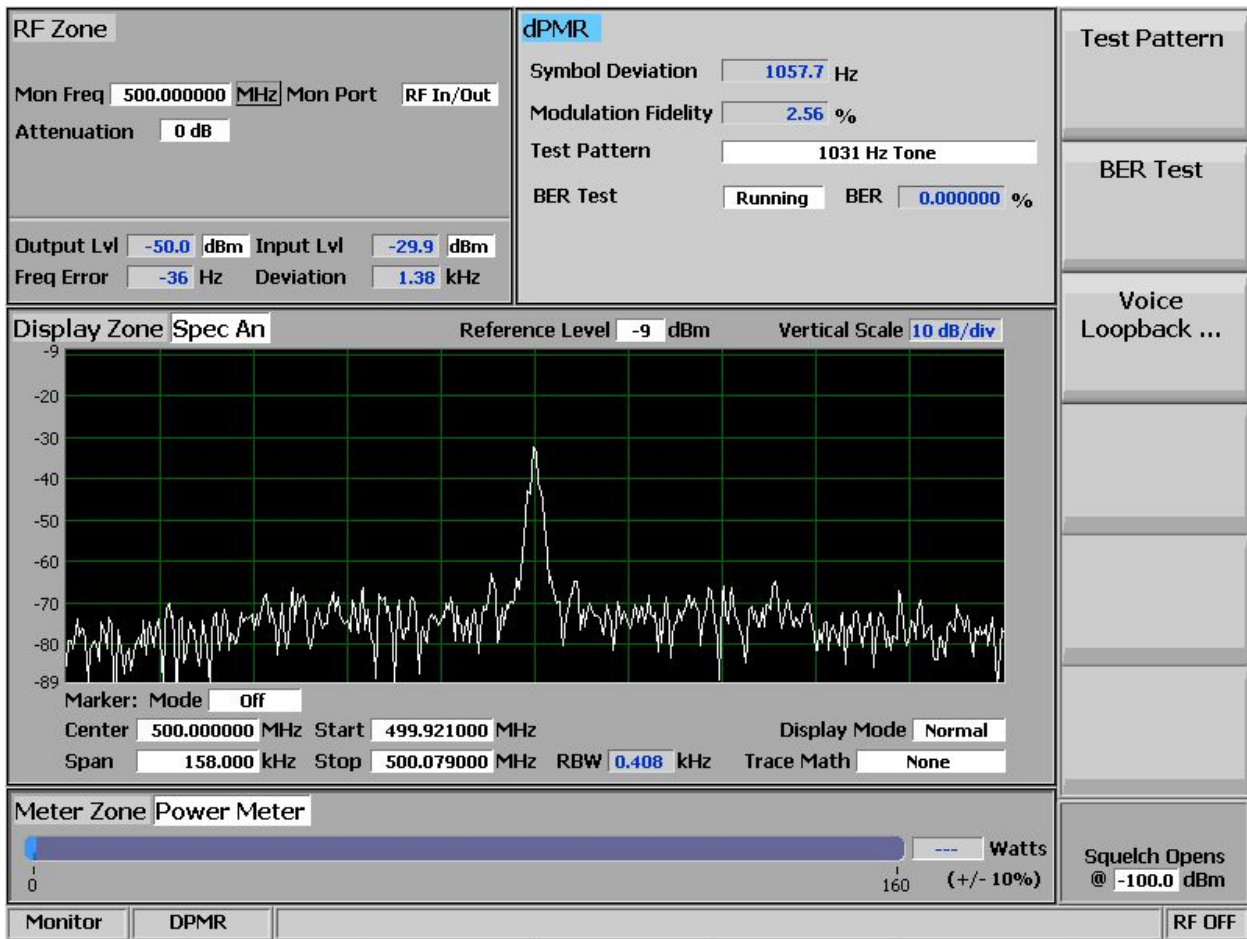 RF Zone
Mon Freq 500.000000 MHz Mon Port RF In/Out
Attenuation 0 dB
Output Lvl -50.0 dBm Input Lvl -29.9 dBm
Freq Error -36 Hz Deviation 1.38 kHz
dPMR
Symbol Deviation 1057.7 Hz
Modulation Fidelity 2.56 %
Test Pattern 1031 Hz Tone
BER Test Running BER 0.000000 %
Display Zone Spec An Reference Level -9 dBm Vertical Scale 10 dB/div
-9
-20
-30
-40
-50
-60
-70
-80
-89
Marker: Mode Off
Center 500.000000 MHz Start 499.921000 MHz Display Mode Normal
Span 158.000 kHz Stop 500.079000 MHz RBW 0.408 kHz Trace Math None
Meter Zone Power Meter
--- Watts
0 160 (+/- 10%)
Test Pattern
BER Test
Voice
Loopback ...
Squelch Opens
@ -100.0 dBm
Monitor DPMR RF OFF